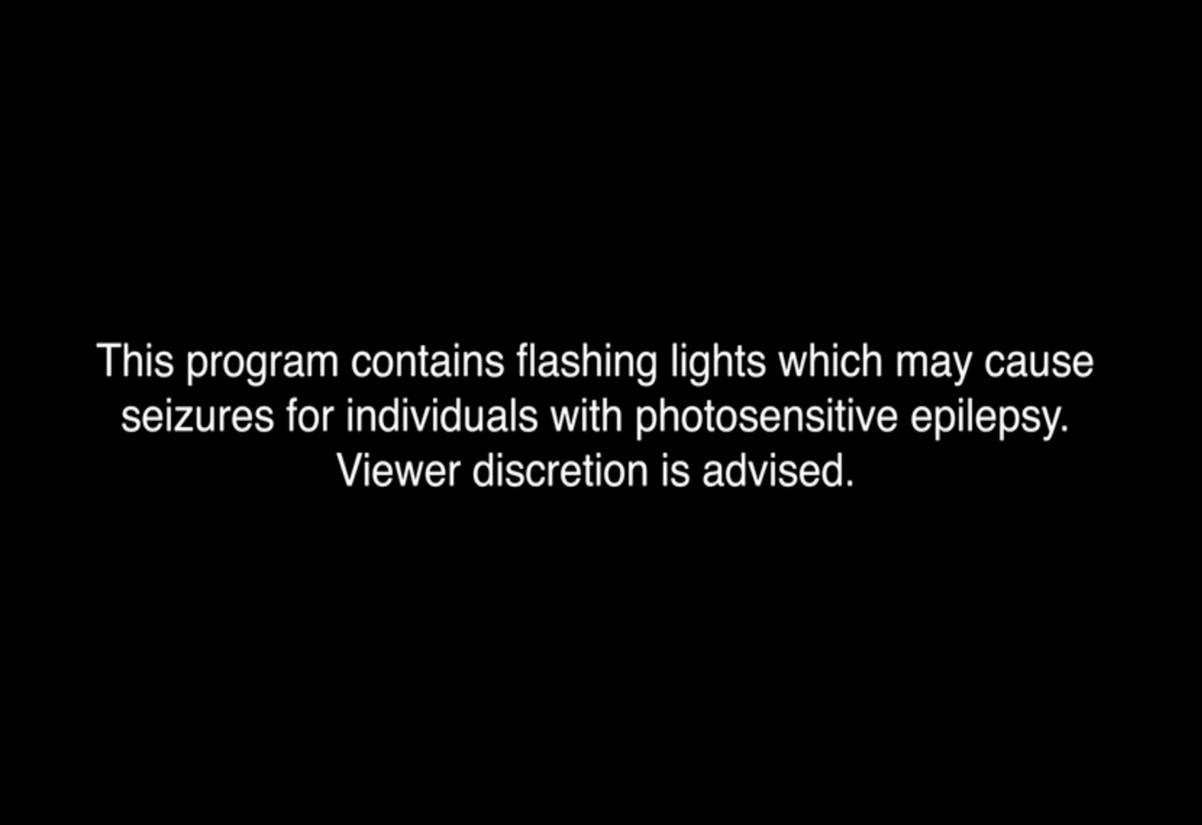 This program contains flashing lights which may cause
seizures for individuals with photosensitive epilepsy.
Viewer discretion is advised.